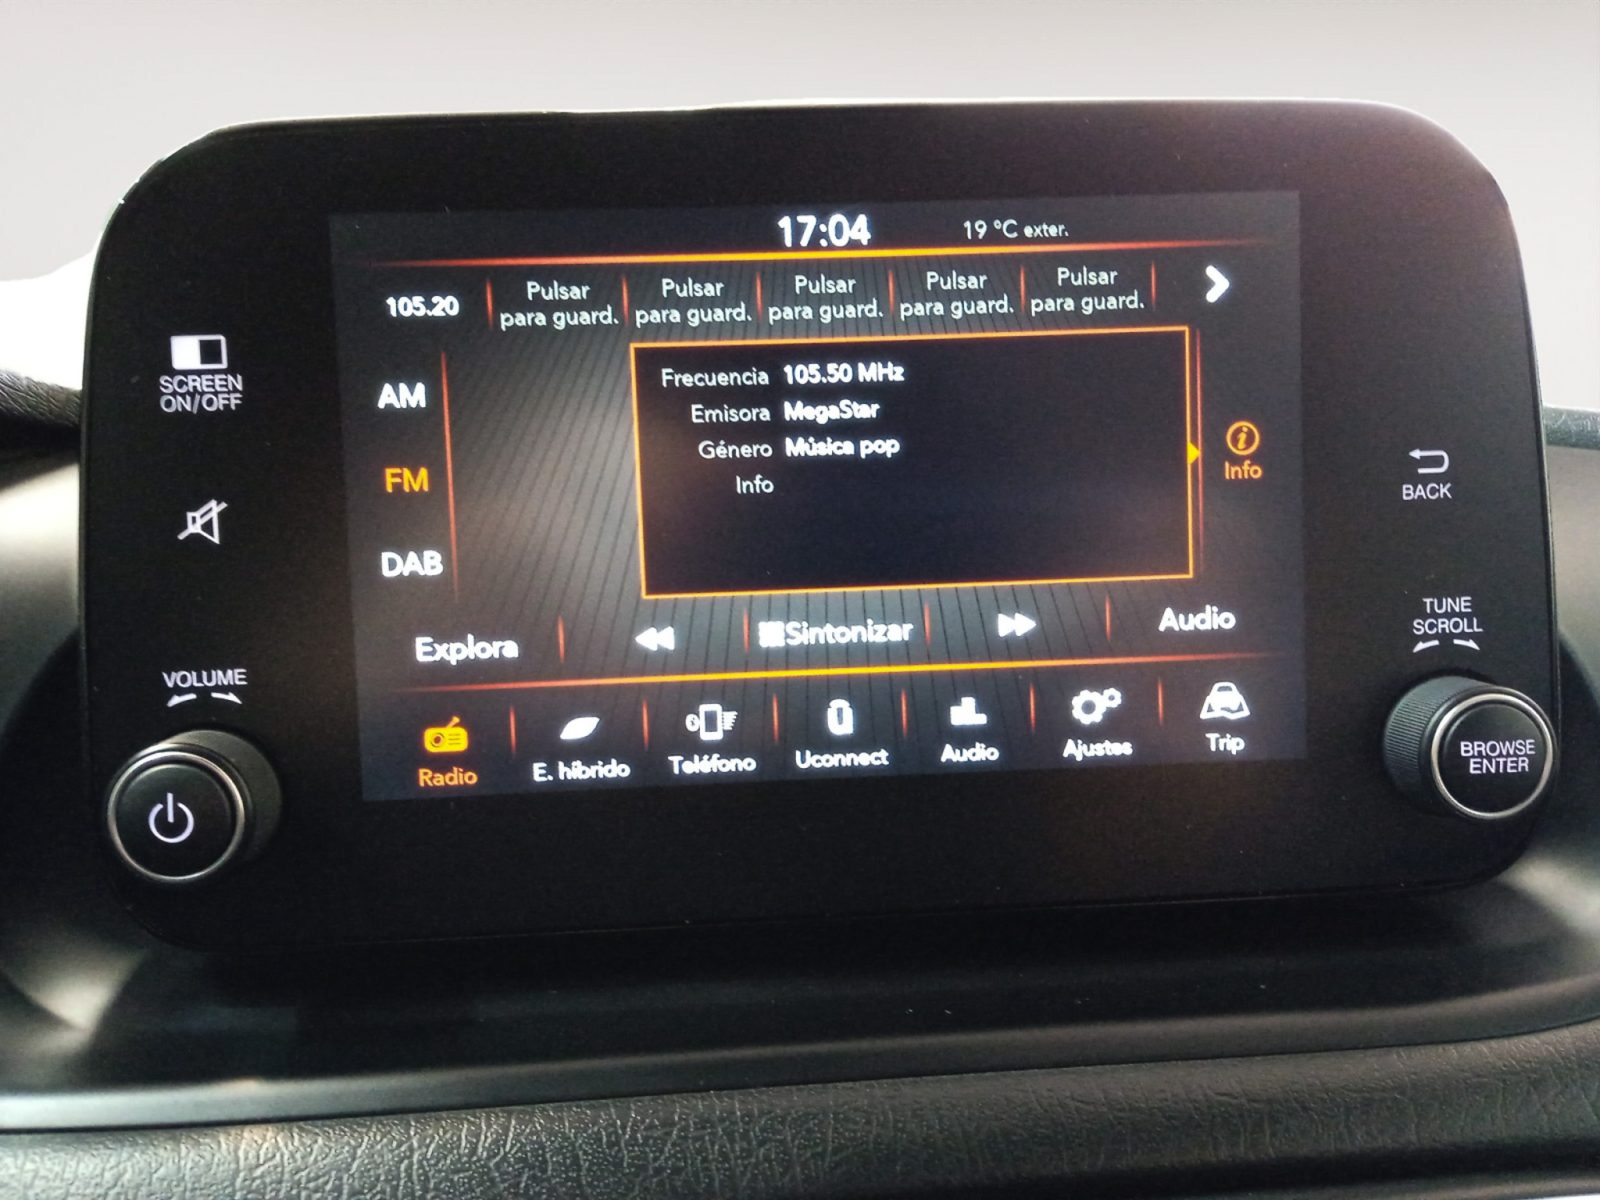 17:04
19 °C exter.
105.20
Pulsar
para guard.
Pulsar
para guard.
Pulsar
para guard.
Pulsar
para guard.
Pulsar
para guard.
SCREEN
ON/OFF
AM
FM
DAB
Frecuencia 105.50 MHz
Emisora MegaStar
Género Música pop
Info
Info
BACK
Explora
Sintonizar
Audio
TUNE
SCROLL
VOLUME
Radio
E. híbrido
Teléfono
Uconnect
Audio
Ajustes
Trip
BROWSE
ENTER